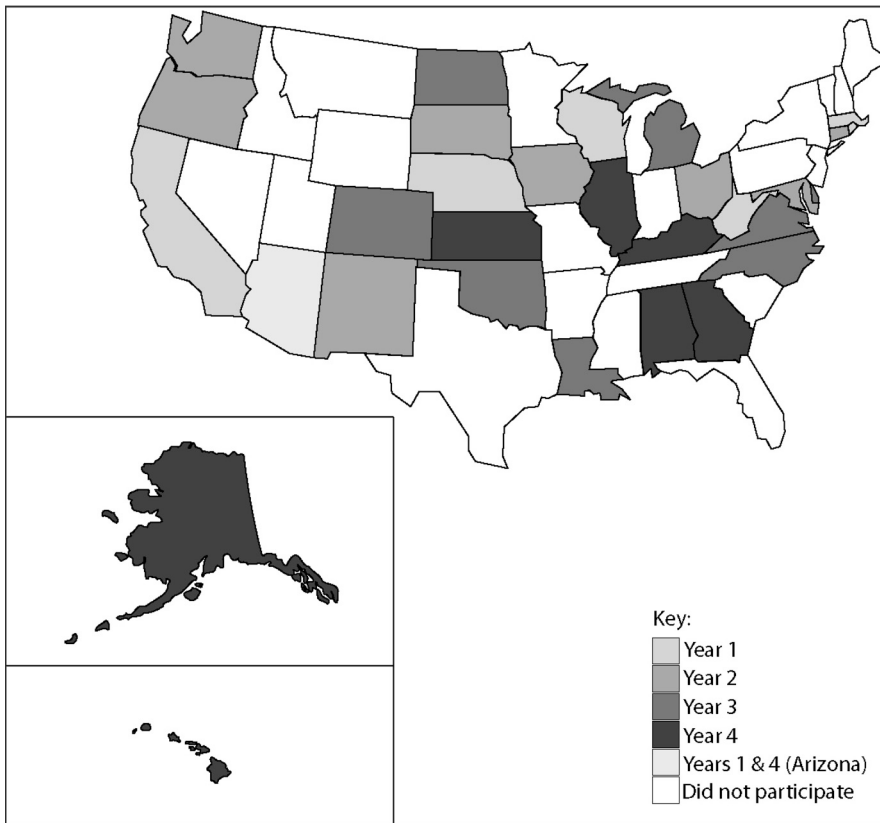 Key:
Year 1
Year 2
Year 3
Year 4
Years 1 & 4 (Arizona)
Did not participate